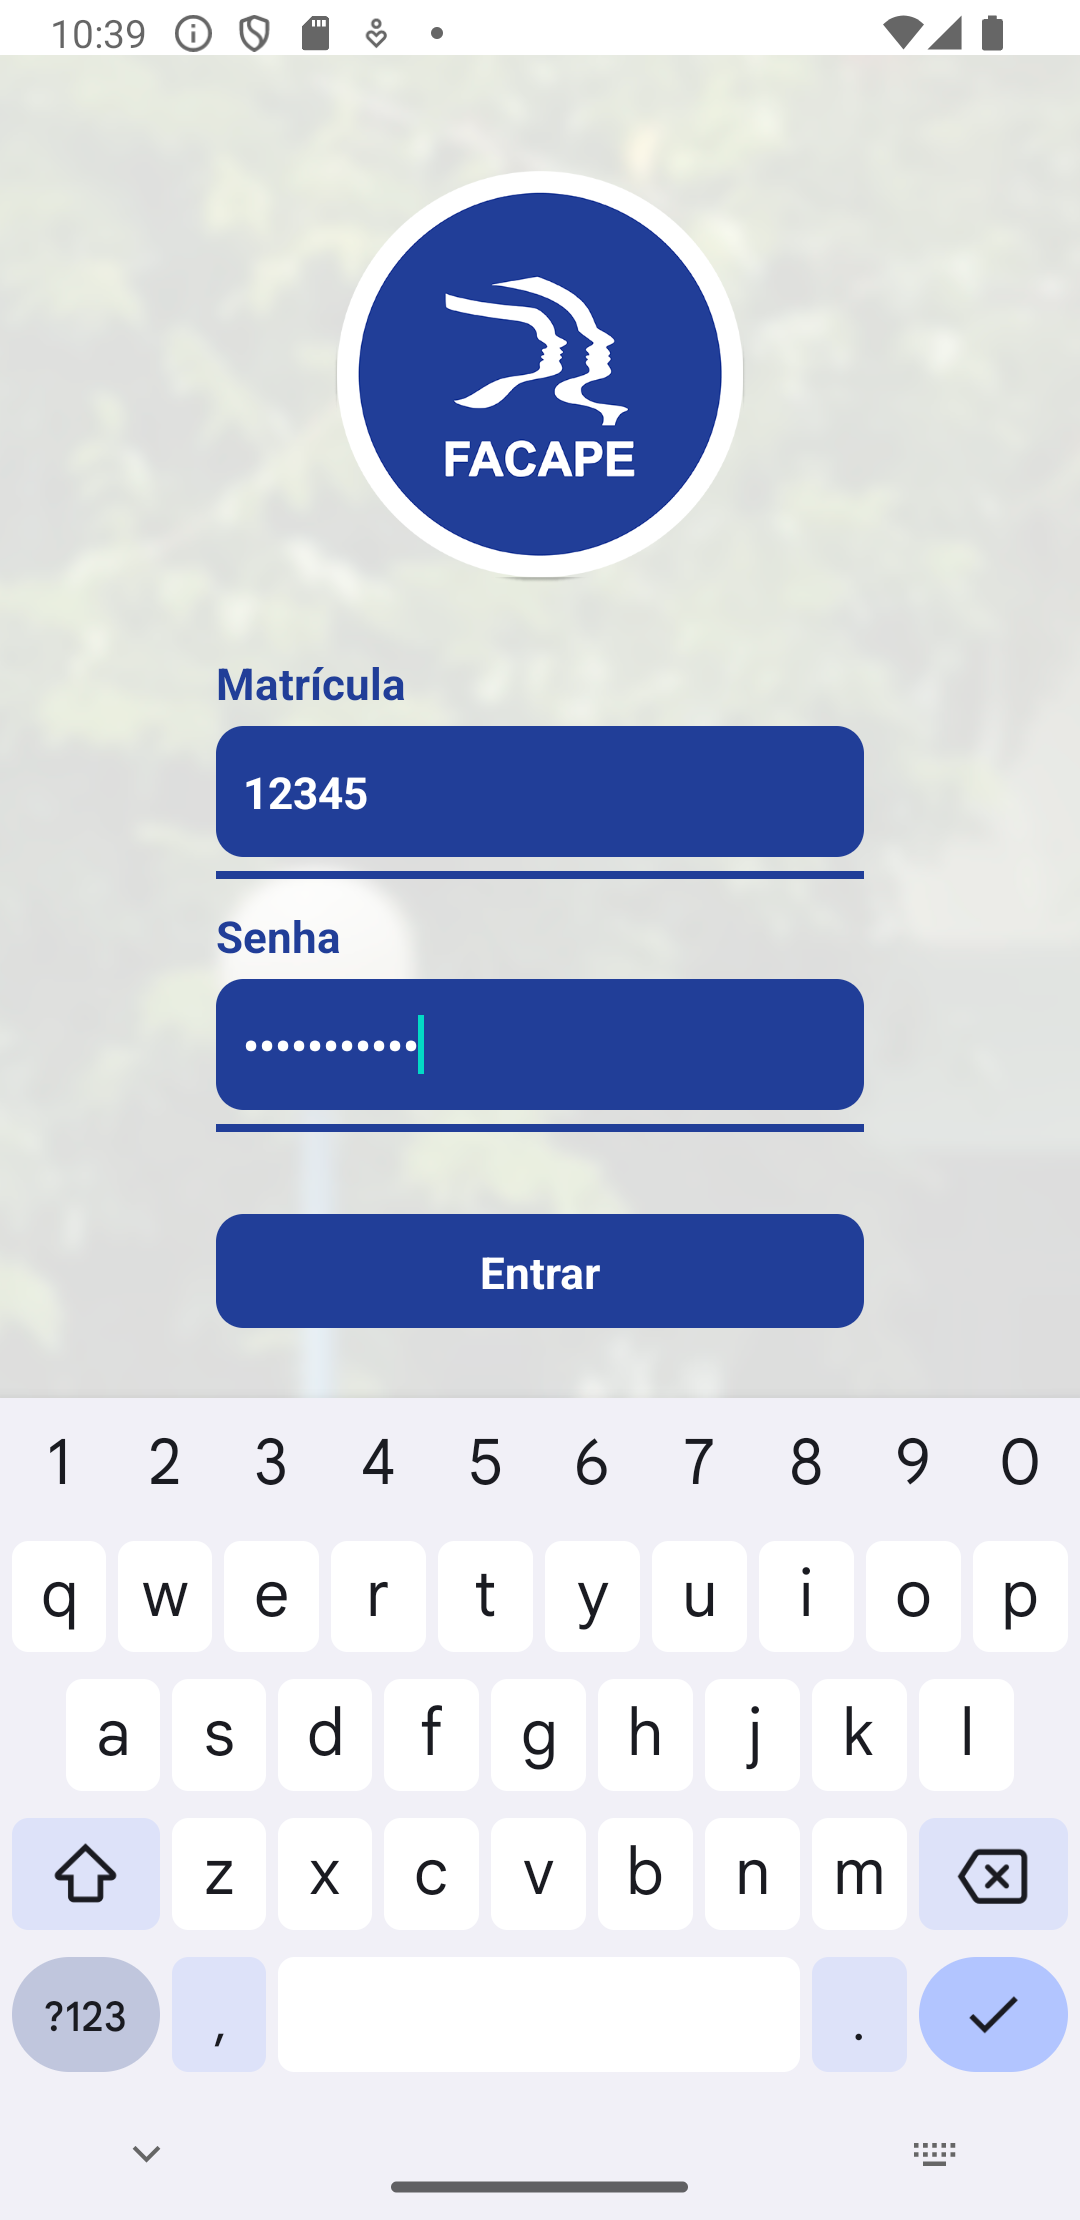 10:39
FACAPE
Matrícula
12345
Senha
•••••••••••
Entrar
1 2 3 4 5 6 7 8 9 0
q w e r t y u i o p
a s d f g h j k l
z x c v b n m
?123 , .